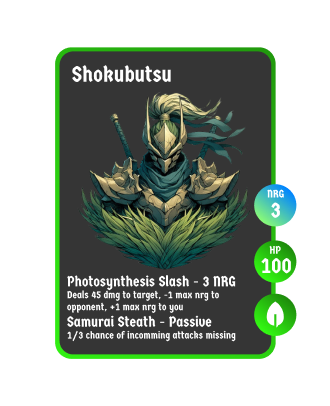 Shokubutsu
NRG
3
HP
100
Photosynthesis Slash - 3 NRG
Deals 45 dmg to target, -1 max nrg to
opponent, +1 max nrg to you
Samurai Steath - Passive
1/3 chance of incomming attacks missing